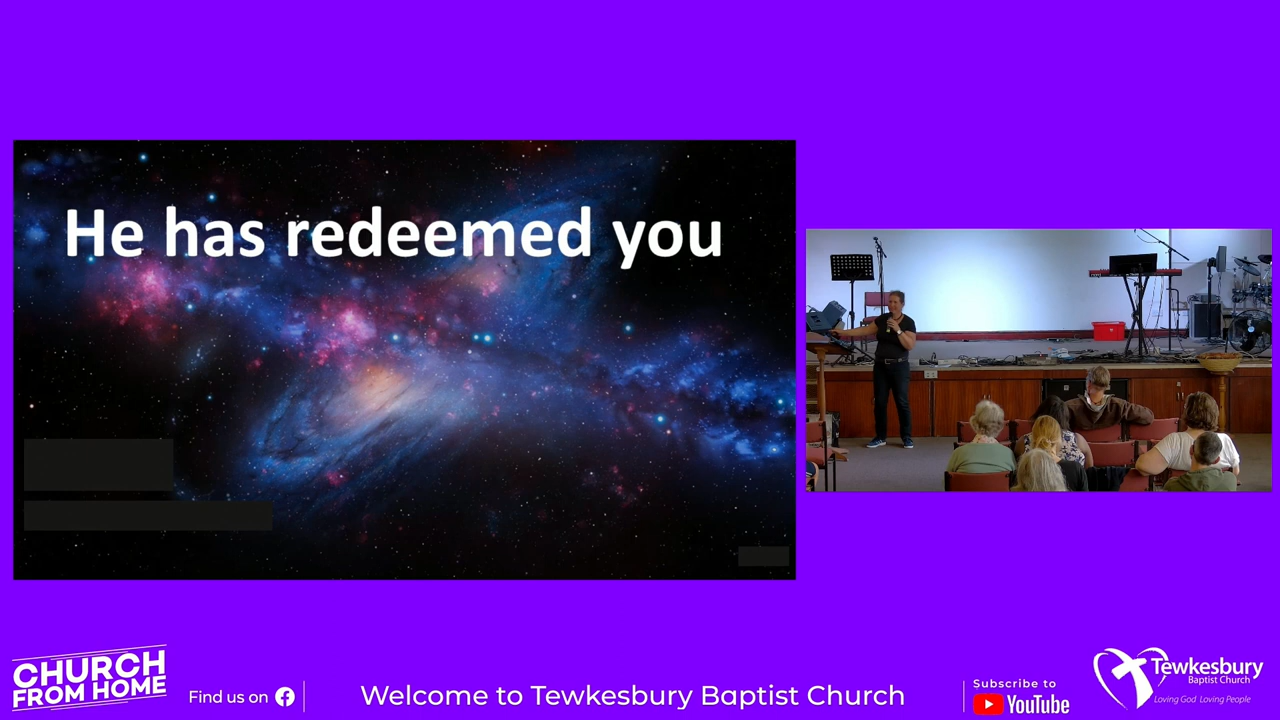 He has redeemed you
CHURCH
FROM HOME
Find us on
Welcome to Tewkesbury Baptist Church
Subscribe to
YouTube
Tewkesbury
Baptist Church
Loving God Loving People